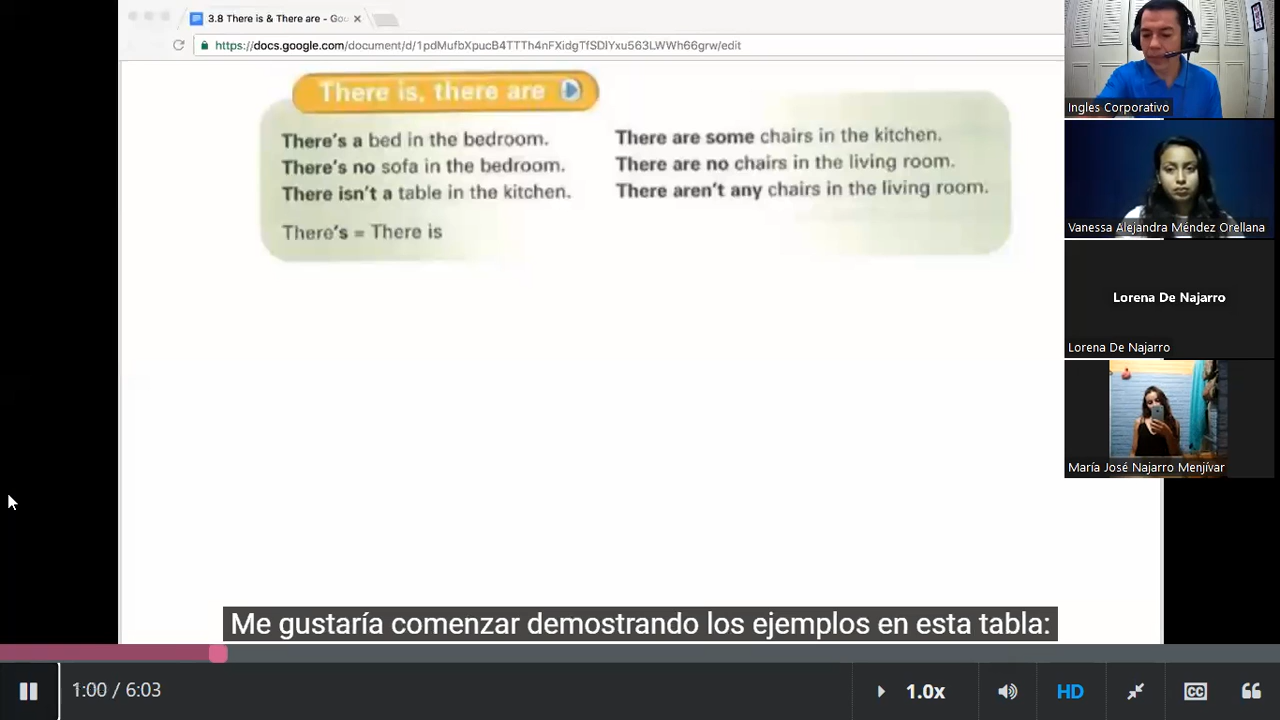 3.8 There is & There are - Gou
https://docs.google.com/document/d/1pdMufbXpucB4TTTh4nFXidgTfSDIYxu563LWWh66grw/edit
There is, there are
There's a bed in the bedroom.
There's no sofa in the bedroom.
There isn't a table in the kitchen.
There's = There is
There are some chairs in the kitchen.
There are no chairs in the living room.
There aren't any chairs in the living room.
Ingles Corporativo
Vanessa Alejandra Méndez Orellana
Lorena De Najarro
Lorena De Najarro
María José Najarro Menjívar
Me gustaría comenzar demostrando los ejemplos en esta tabla:
1:00 / 6:03
1.0x
HD
CC